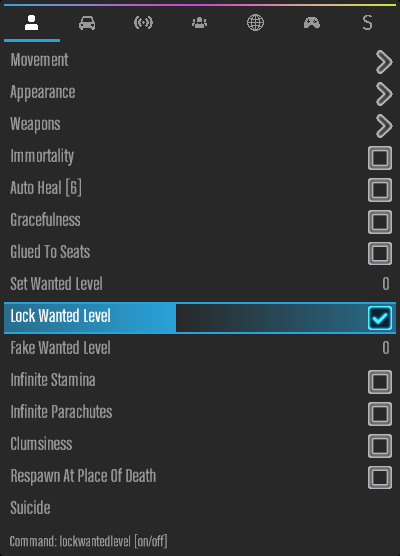 S
Movement
Appearance
Weapons
Immortality
Auto Heal [6]
Gracefulness
Glued To Seats
Set Wanted Level 0
Lock Wanted Level
Fake Wanted Level 0
Infinite Stamina
Infinite Parachutes
Clumsiness
Respawn At Place Of Death
Suicide
Command: lockwantedlevel [on/off]